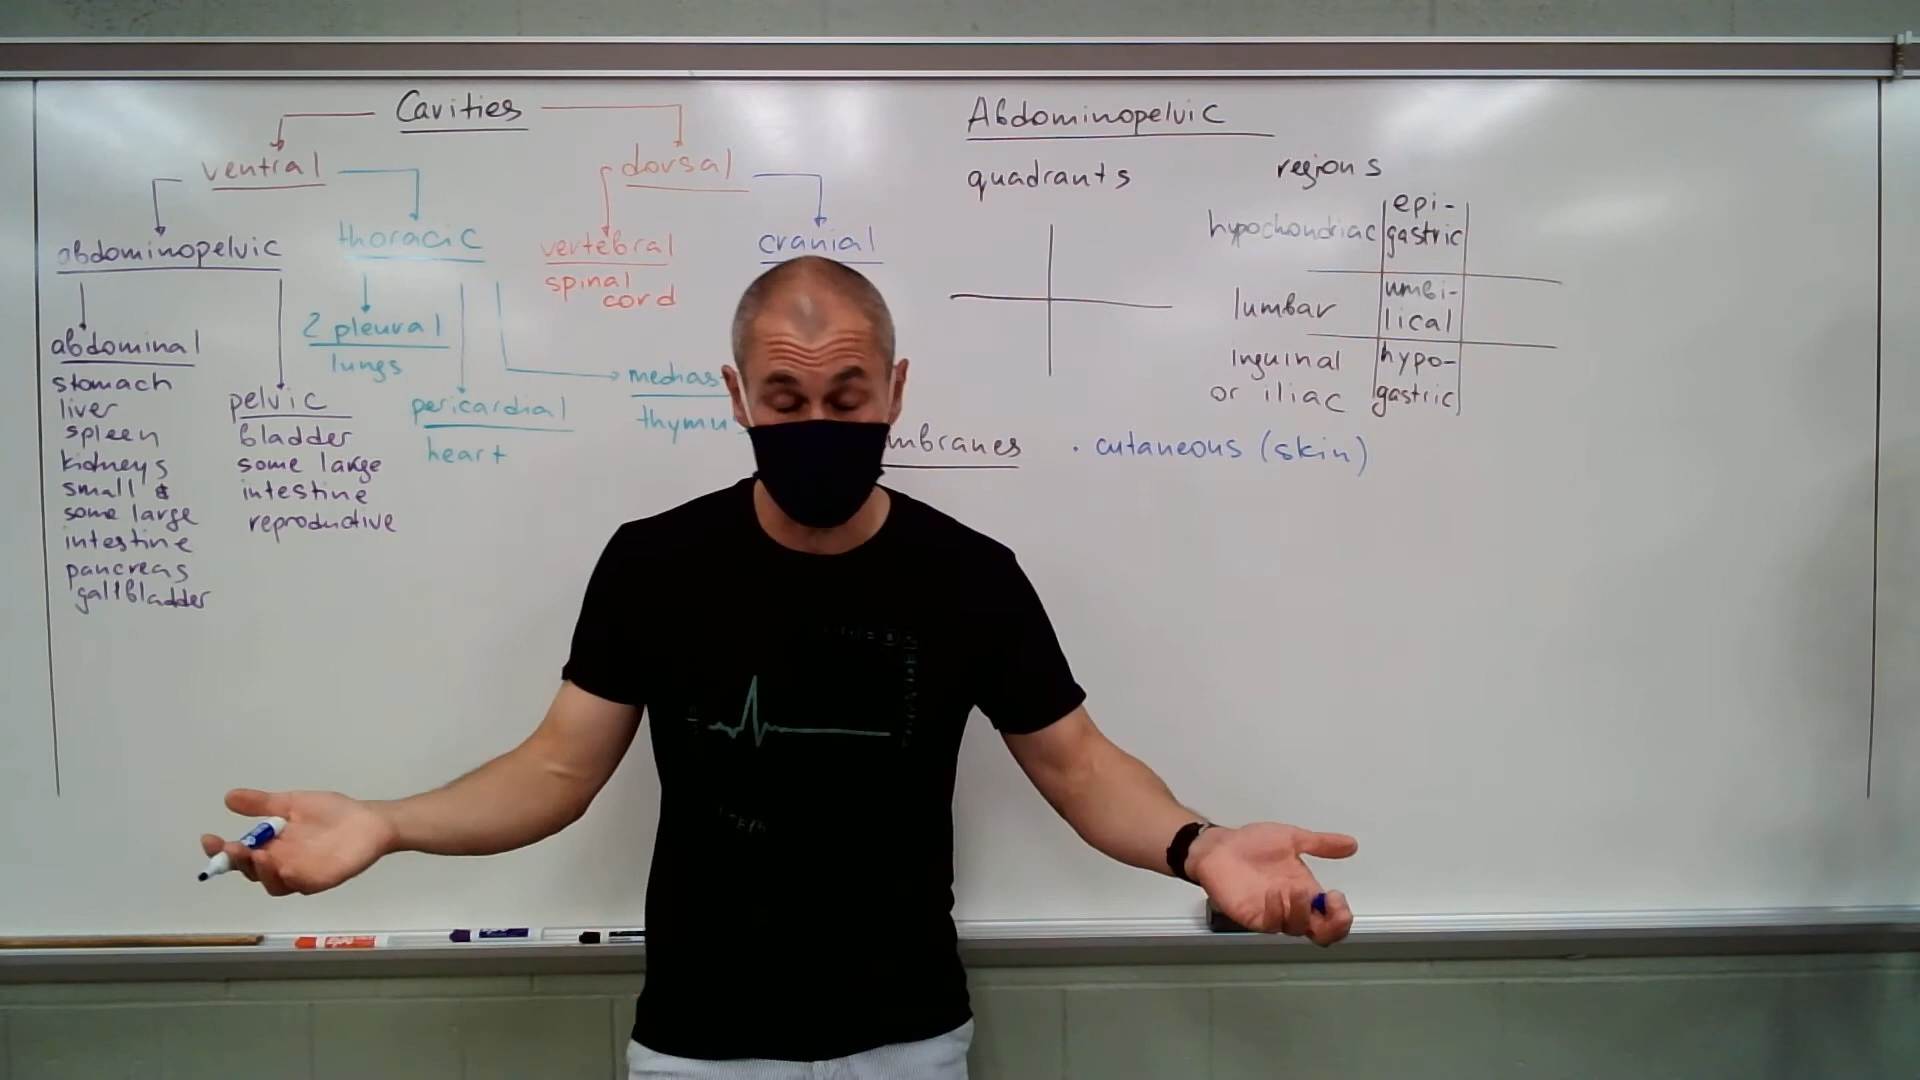 Cavities
ventral
dorsal
abdominopelvic
thoracic
vertebral
spinal
cord
cranial
abdominal
stomach
liver
spleen
kidneys
small &
some large
intestine
pancreas
gallbladder
pelvic
bladder
some large
intestine
reproductive
2 pleural
lungs
pericardial
heart
medias
thymu
Abdominopelvic
quadrants
regions
hypochondriac
epi-
gastric
lumbar
umbi-
lical
inguinal
or iliac
hypo-
gastric
mbranes
· cutaneous (skin)